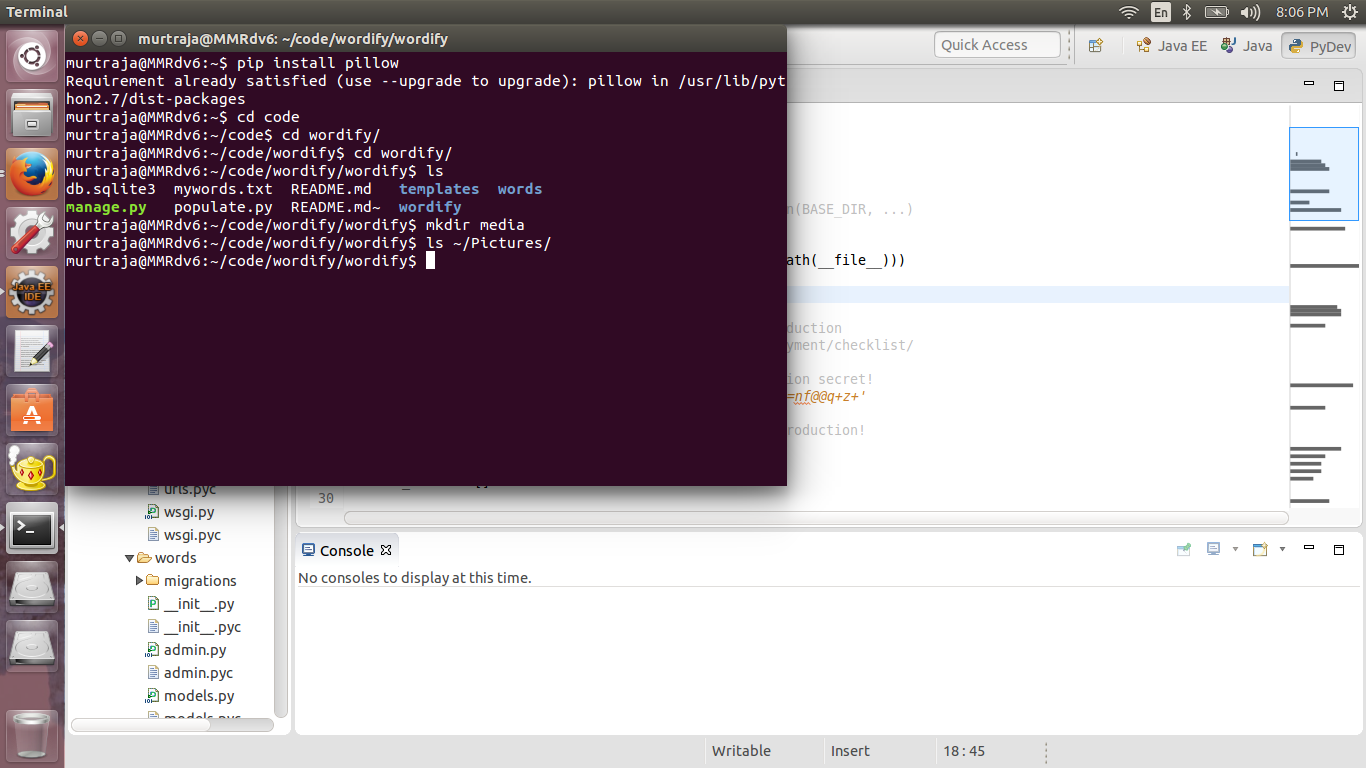 Terminal
En
8:06 PM
murtraja@MMRdv6: ~/code/wordify/wordify
murtraja@MMRdv6:~$ pip install pillow
Requirement already satisfied (use --upgrade to upgrade): pillow in /usr/lib/pyt
hon2.7/dist-packages
murtraja@MMRdv6:~$ cd code
murtraja@MMRdv6:~/code$ cd wordify/
murtraja@MMRdv6:~/code/wordify$ cd wordify/
murtraja@MMRdv6:~/code/wordify/wordify$ ls
db.sqlite3 mywords.txt README.md templates words
manage.py populate.py README.md~ wordify
murtraja@MMRdv6:~/code/wordify/wordify$ mkdir media
murtraja@MMRdv6:~/code/wordify/wordify$ ls ~/Pictures/
murtraja@MMRdv6:~/code/wordify/wordify$
Quick Access
Java EE
Java
PyDev
n(BASE_DIR, ...)
ath(__file__)))
duction
yment/checklist/
ion secret!
=nf@@q+z+'
roduction!
[]
30
Java EE
IDE
urls.pyc
wsgi.py
wsgi.pyc
words
migrations
__init__.py
__init__.pyc
admin.py
admin.pyc
models.py
models.pyc
Console
No consoles to display at this time.
Writable
Insert
18 : 45